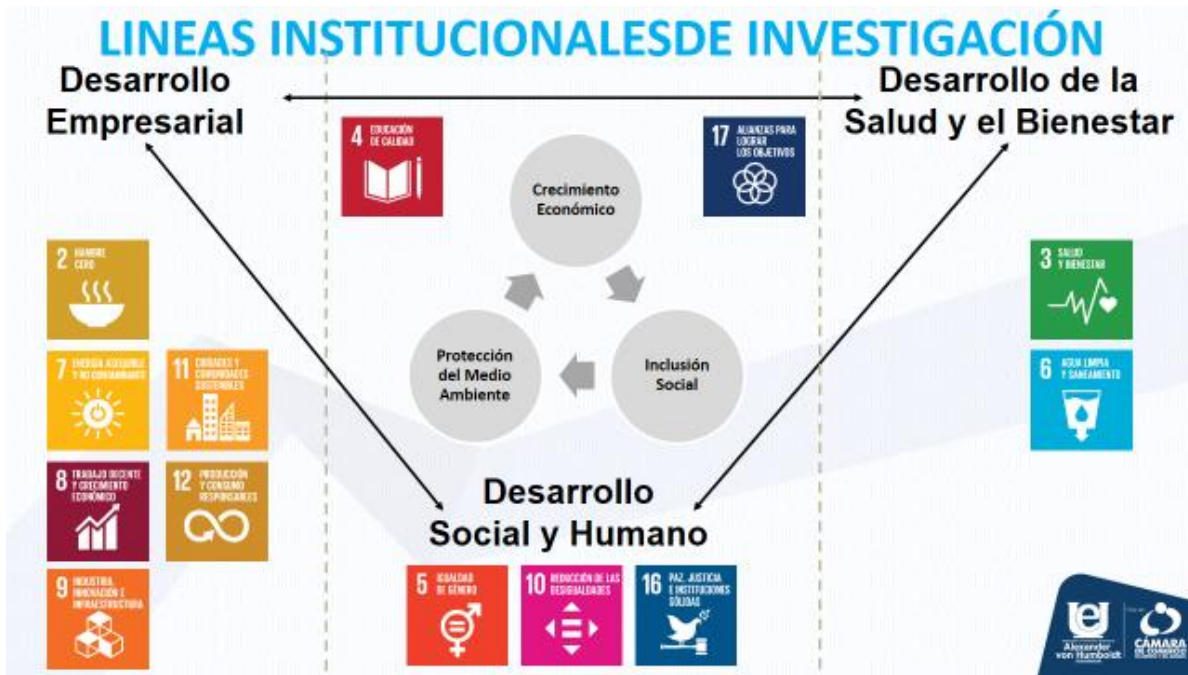 LINEAS INSTITUCIONALESDE INVESTIGACIÓN
Desarrollo
Empresarial
Desarrollo de la
Salud y el Bienestar
4 EDUCACIÓN
DE CALIDAD
17 ALIANZAS PARA
LOGRAR
LOS OBJETIVOS
Crecimiento
Económico
Protección
del Medio
Ambiente
Inclusión
Social
2 HAMBRE
CERO
7 ENERGÍA ASEQUIBLE
Y NO CONTAMINANTE
11 CIUDADES Y
COMUNIDADES
SOSTENIBLES
8 TRABAJO DECENTE
Y CRECIMIENTO
ECONÓMICO
12 PRODUCCIÓN
Y CONSUMO
RESPONSABLES
9 INDUSTRIA,
INNOVACIÓN E
INFRAESTRUCTURA
3 SALUD
Y BIENESTAR
6 AGUA LIMPIA
Y SANEAMIENTO
Desarrollo
Social y Humano
5 IGUALDAD
DE GÉNERO
10 REDUCCIÓN DE LAS
DESIGUALDADES
16 PAZ, JUSTICIA
E INSTITUCIONES
SÓLIDAS
Alexander
von Humboldt
CÁMARA
DE COMERCIO